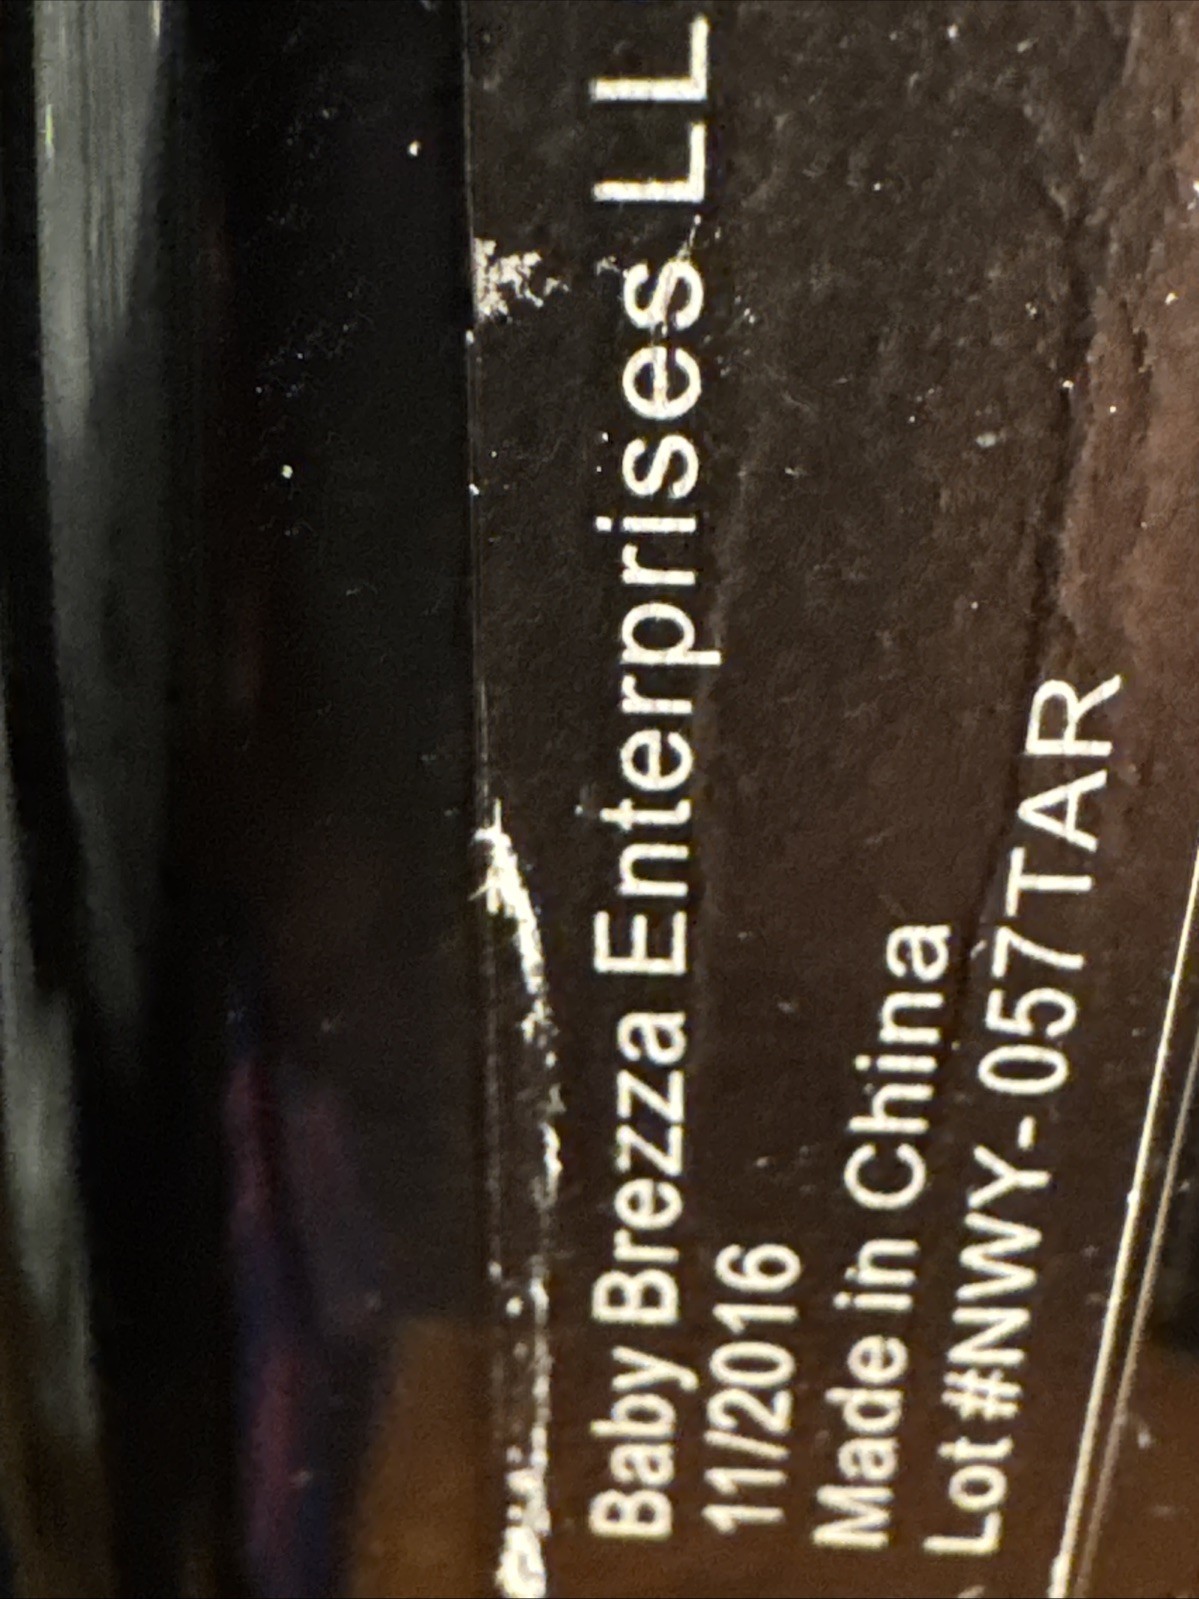 Baby Brezza Enterprises LL
11/2016
Made in China
Lot #NWY-057TAR